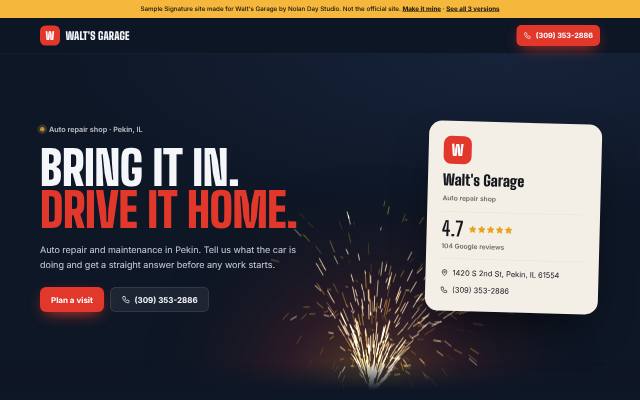 Sample Signature site made for Walt's Garage by Nolan Day Studio. Not the official site. Make it mine · See all 3 versions
W WALT'S GARAGE
(309) 353-2886
Auto repair shop · Pekin, IL
BRING IT IN.
DRIVE IT HOME.
Auto repair and maintenance in Pekin. Tell us what the car is
doing and get a straight answer before any work starts.
Plan a visit
(309) 353-2886
W
Walt's Garage
Auto repair shop
4.7 ★★★★★
104 Google reviews
1420 S 2nd St, Pekin, IL 61554
(309) 353-2886